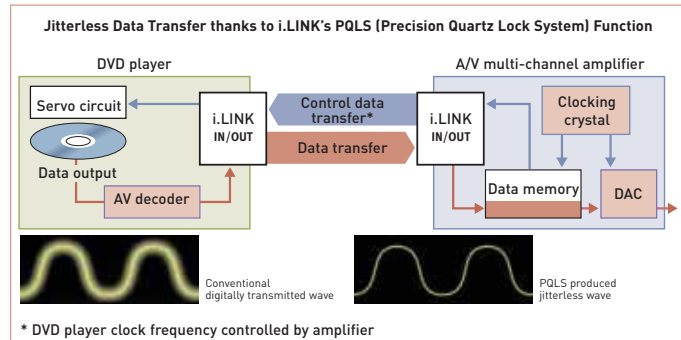 Jitterless Data Transfer thanks to i.LINK's PQLS (Precision Quartz Lock System) Function
DVD player
A/V multi-channel amplifier
Servo circuit
i.LINK
IN/OUT
Control data
transfer*
i.LINK
IN/OUT
Clocking
crystal
Data transfer
Data output
AV decoder
Data memory
DAC
Conventional
digitally transmitted wave
PQLS produced
jitterless wave
* DVD player clock frequency controlled by amplifier